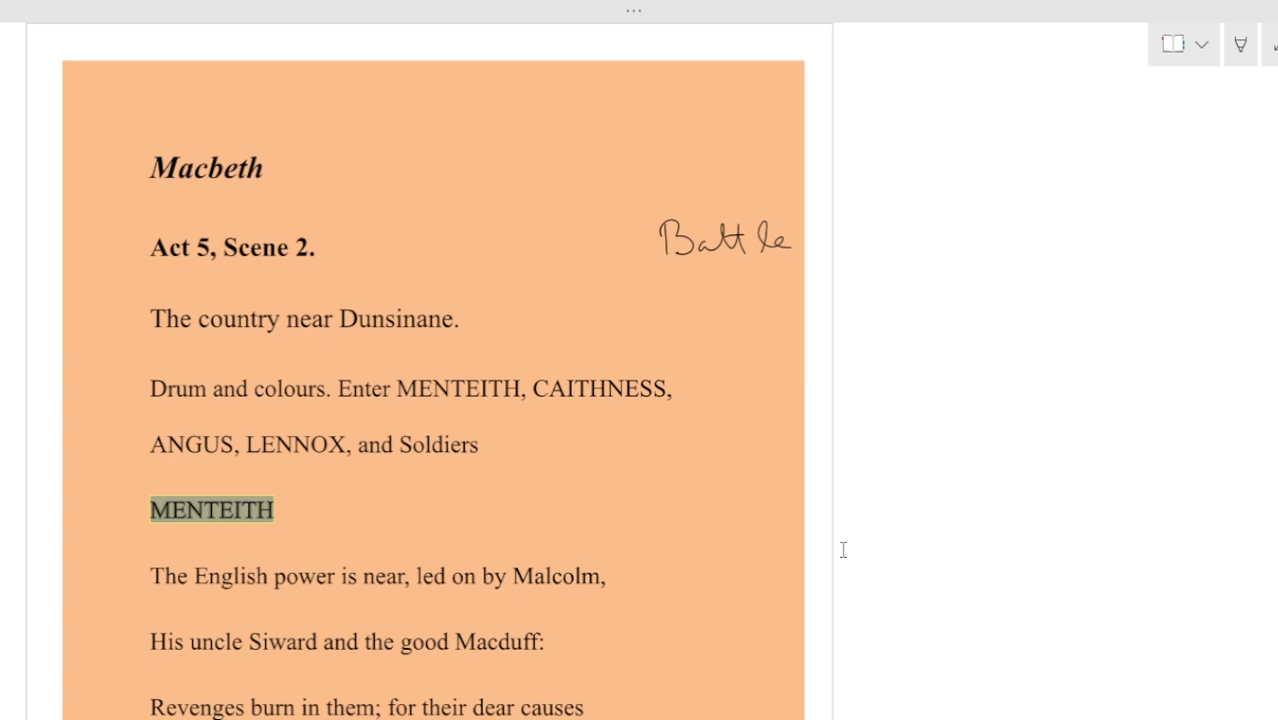 Macbeth
Act 5, Scene 2.
Battle
The country near Dunsinane.
Drum and colours. Enter MENTEITH, CAITHNESS,
ANGUS, LENNOX, and Soldiers
MENTEITH
The English power is near, led on by Malcolm,
His uncle Siward and the good Macduff:
Revenges burn in them; for their dear causes